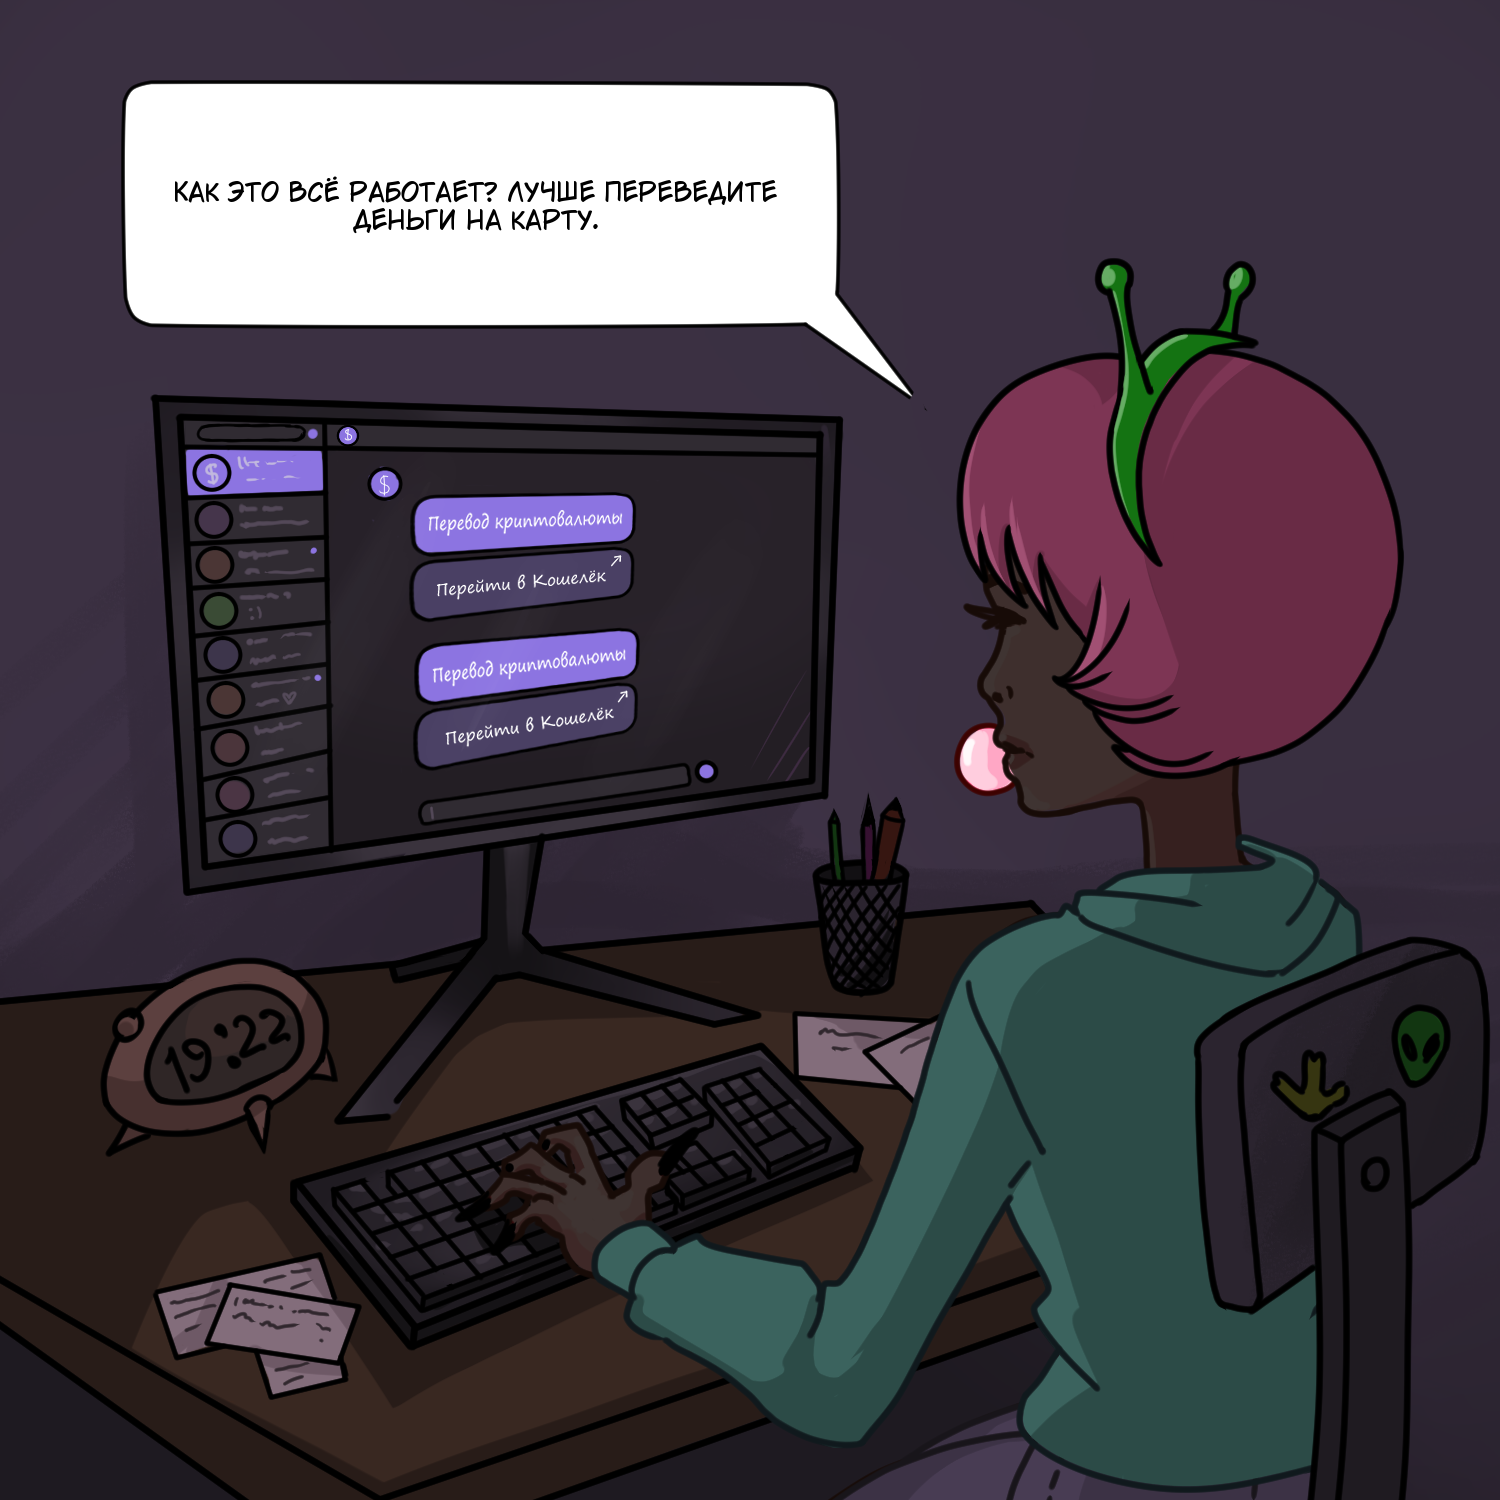 КАК ЭТО ВСЁ РАБОТАЕТ? ЛУЧШЕ ПЕРЕВЕДИТЕ
ДЕНЬГИ НА КАРТУ.
$
$
$
Перевод криптовалюты
Перейти в Кошелёк
:)
Перевод криптовалюты
Перейти в Кошелёк
19:22